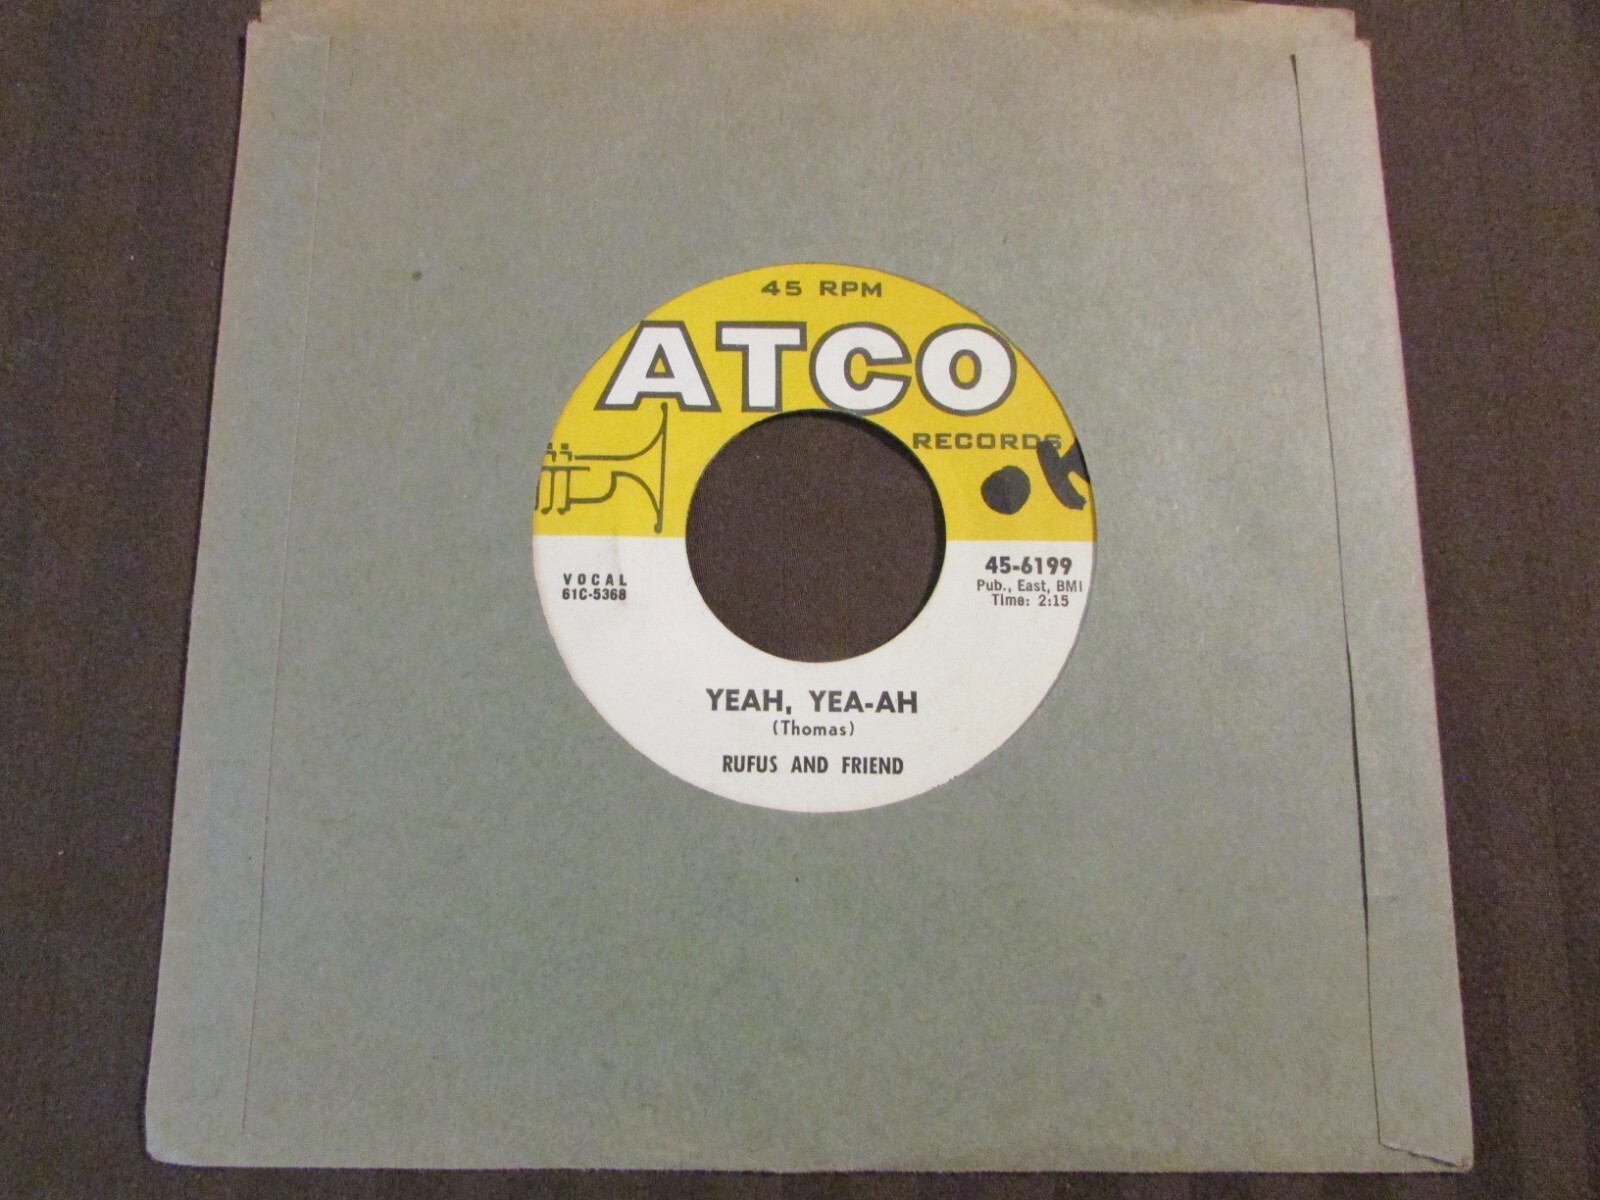 45 RPM
ATCO
RECORDS
.K
VOCAL
61C-5368
45-6199
Pub., East, BMI
Time: 2:15
YEAH, YEA-AH
(Thomas)
RUFUS AND FRIEND